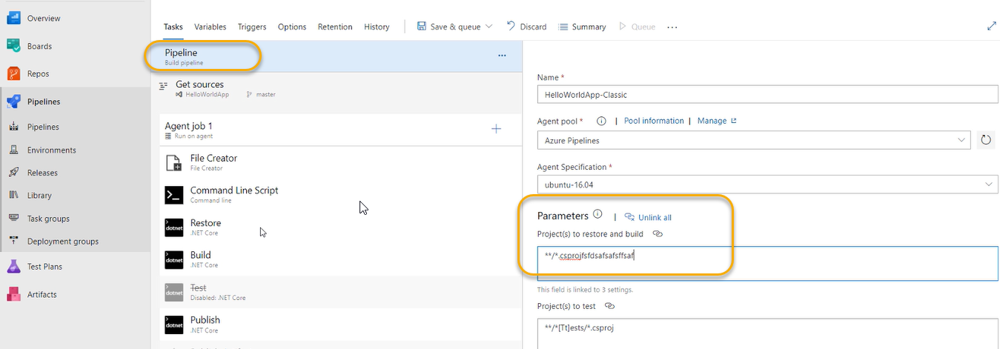 Overview
Boards
Repos
Pipelines
Pipelines
Environments
Releases
Library
Task groups
Deployment groups
Test Plans
Artifacts
Tasks Variables Triggers Options Retention History Save & queue Discard Summary Queue ...
Pipeline
Build pipeline
Get sources
HelloWorldApp master
Agent job 1
Run on agent
File Creator
File Creator
Command Line Script
Command line
dotnet Restore
.NET Core
dotnet Build
.NET Core
dotnet Test
Disabled: .NET Core
dotnet Publish
.NET Core
Name *
HelloWorldApp-Classic
Agent pool * | Pool information | Manage
Azure Pipelines
Agent Specification *
ubuntu-16.04
Parameters | Unlink all
Project(s) to restore and build
**/*.csprojfsfdsafsafsffsaf
This field is linked to 3 settings.
Project(s) to test
**/*[Tt]ests/*.csproj